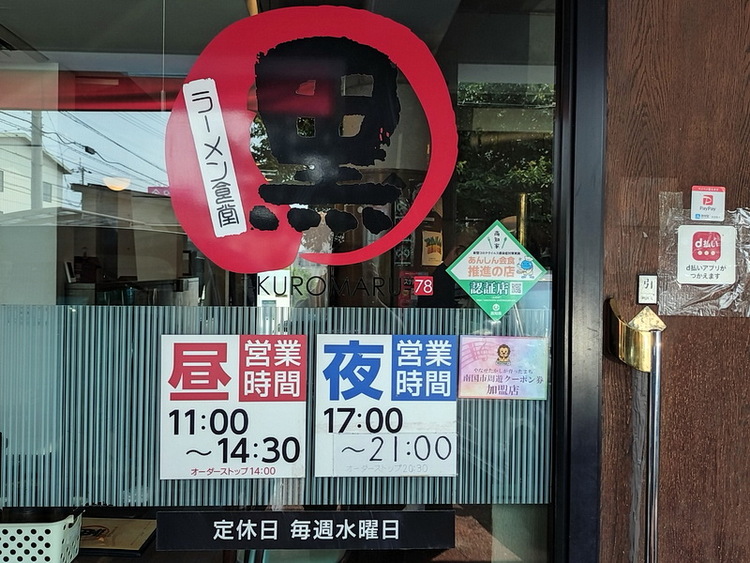 黒
ラーメン食堂
KUROMARU
78
高知家
あんしん会食
推進の店
認証店
昼
営業
時間
11:00
～14:30
オーダーストップ14:00
夜
営業
時間
17:00
～21:00
オーダーストップ20:30
やなせたかしが育ったまち
南国市周遊クーポン券
加盟店
定休日 毎週水曜日
PayPay
d払い
d払いアプリが
つかえます
引